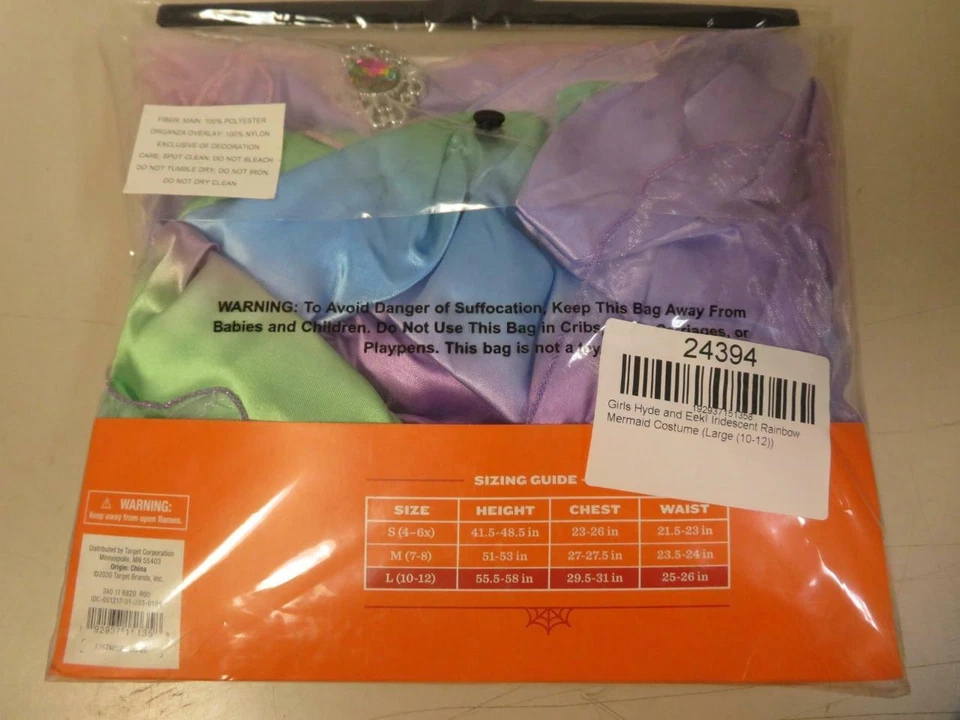 FIBER: MAIN: 100% POLYESTER
ORGANZA OVERLAY: 100% NYLON
EXCLUSIVE OF DECORATION
CARE: SPOT CLEAN, DO NOT BLEACH
DO NOT TUMBLE DRY, DO NOT IRON,
DO NOT DRY CLEAN
WARNING: To Avoid Danger of Suffocation, Keep This Bag Away From
Babies and Children. Do Not Use This Bag in Cribs, or
Playpens. This bag is not a toy
24394
192937151358
Girls Hyde and Eek! Iridescent Rainbow
Mermaid Costume (Large (10-12))
SIZING GUIDE
SIZE HEIGHT CHEST WAIST
S (4-6x) 41.5-48.5 in 23-26 in 21.5-23 in
M (7-8) 51-53 in 27-27.5 in 23.5-24 in
L (10-12) 55.5-58 in 29.5-31 in 25-26 in
WARNING:
Keep away from open flames.
Distributed by Target Corporation
Minneapolis, MN 55403
Origin: China
©2020 Target Brands, Inc.